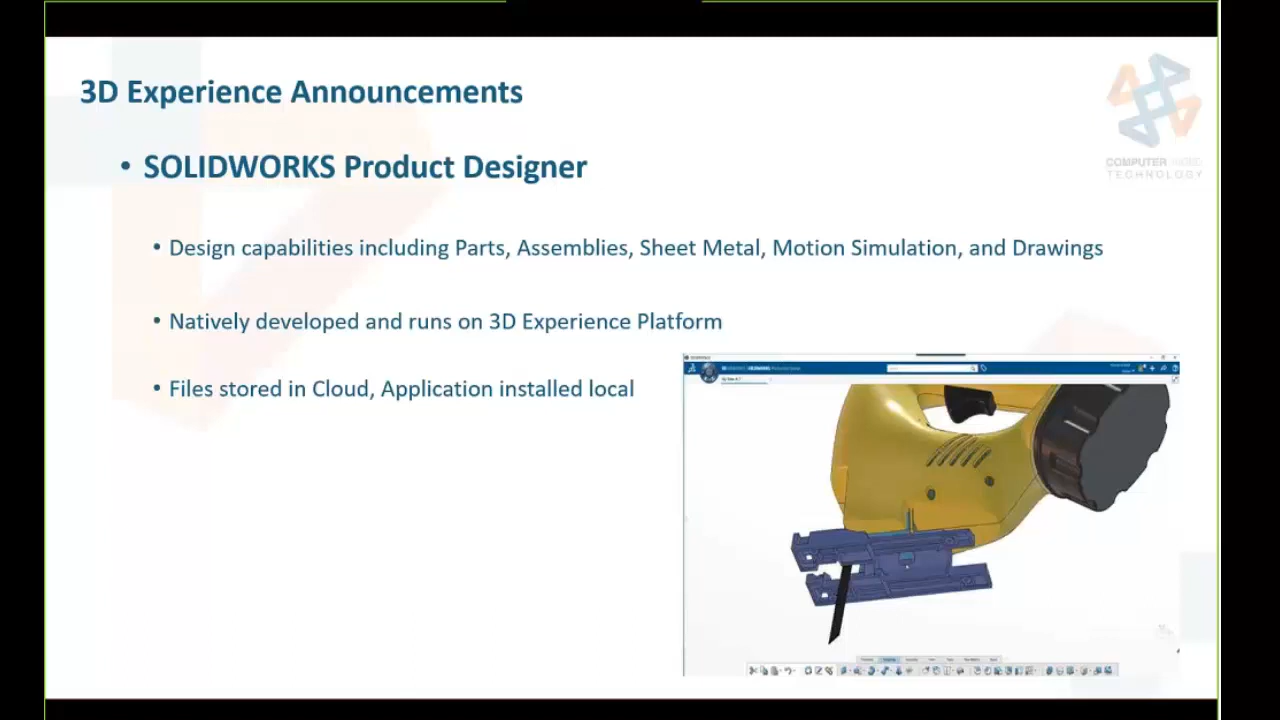 3D Experience Announcements
COMPUTER AIDED
TECHNOLOGY
• SOLIDWORKS Product Designer
• Design capabilities including Parts, Assemblies, Sheet Metal, Motion Simulation, and Drawings
• Natively developed and runs on 3D Experience Platform
• Files stored in Cloud, Application installed local